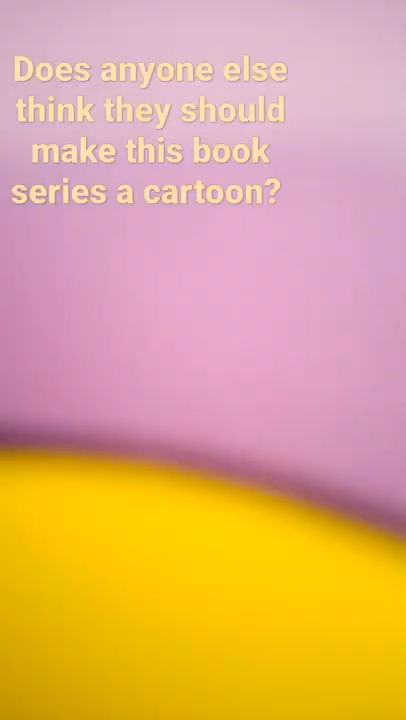 Does anyone else
think they should
make this book
series a cartoon?